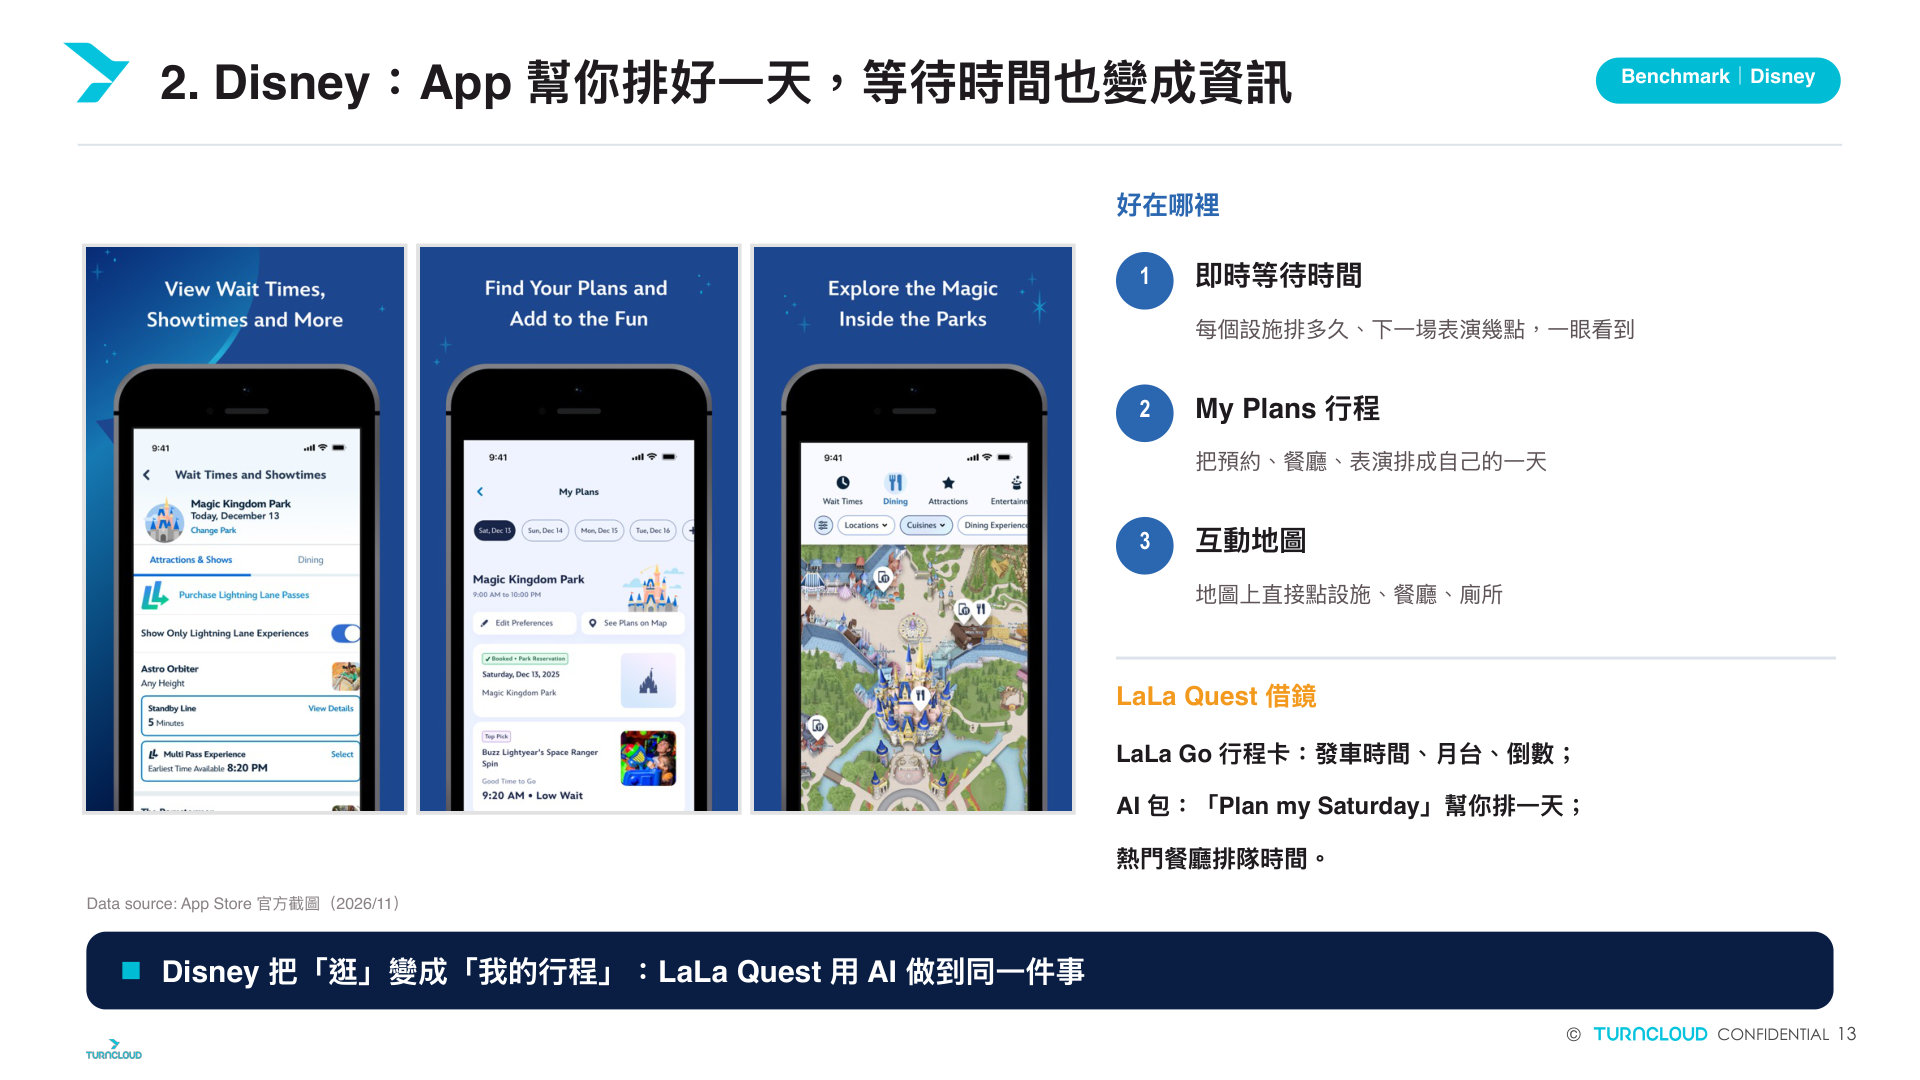 2. Disney：App 幫你排好一天，等待時間也變成資訊
Benchmark｜Disney
View Wait Times,
Showtimes and More
9:41
Wait Times and Showtimes
Magic Kingdom Park
Today, December 13
Change Park
Attractions & Shows
Dining
Purchase Lightning Lane Passes
Show Only Lightning Lane Experiences
Astro Orbiter
Any Height
Standby Line
View Details
5 Minutes
Multi Pass Experience
Select
Earliest Time Available 8:20 PM
Find Your Plans and
Add to the Fun
9:41
My Plans
Sat, Dec 13
Sun, Dec 14
Mon, Dec 15
Tue, Dec 16
Magic Kingdom Park
9:00 AM to 10:00 PM
Edit Preferences
See Plans on Map
Booked • Park Reservation
Saturday, Dec 13, 2025
Magic Kingdom Park
Top Pick
Buzz Lightyear's Space Ranger
Spin
Good Time to Go
9:20 AM • Low Wait
Explore the Magic
Inside the Parks
9:41
Wait Times
Dining
Attractions
Entertainn
Locations
Cuisines
Dining Experience
好在哪裡
1
即時等待時間
每個設施排多久、下一場表演幾點，一眼看到
2
My Plans 行程
把預約、餐廳、表演排成自己的一天
3
互動地圖
地圖上直接點設施、餐廳、廁所
LaLa Quest 借鏡
LaLa Go 行程卡：發車時間、月台、倒數；
AI 包：「Plan my Saturday」幫你排一天；
熱門餐廳排隊時間。
Data source: App Store 官方截圖（2026/11）
Disney 把「逛」變成「我的行程」：LaLa Quest 用 AI 做到同一件事
TURNCLOUD
© TURNCLOUD CONFIDENTIAL 13